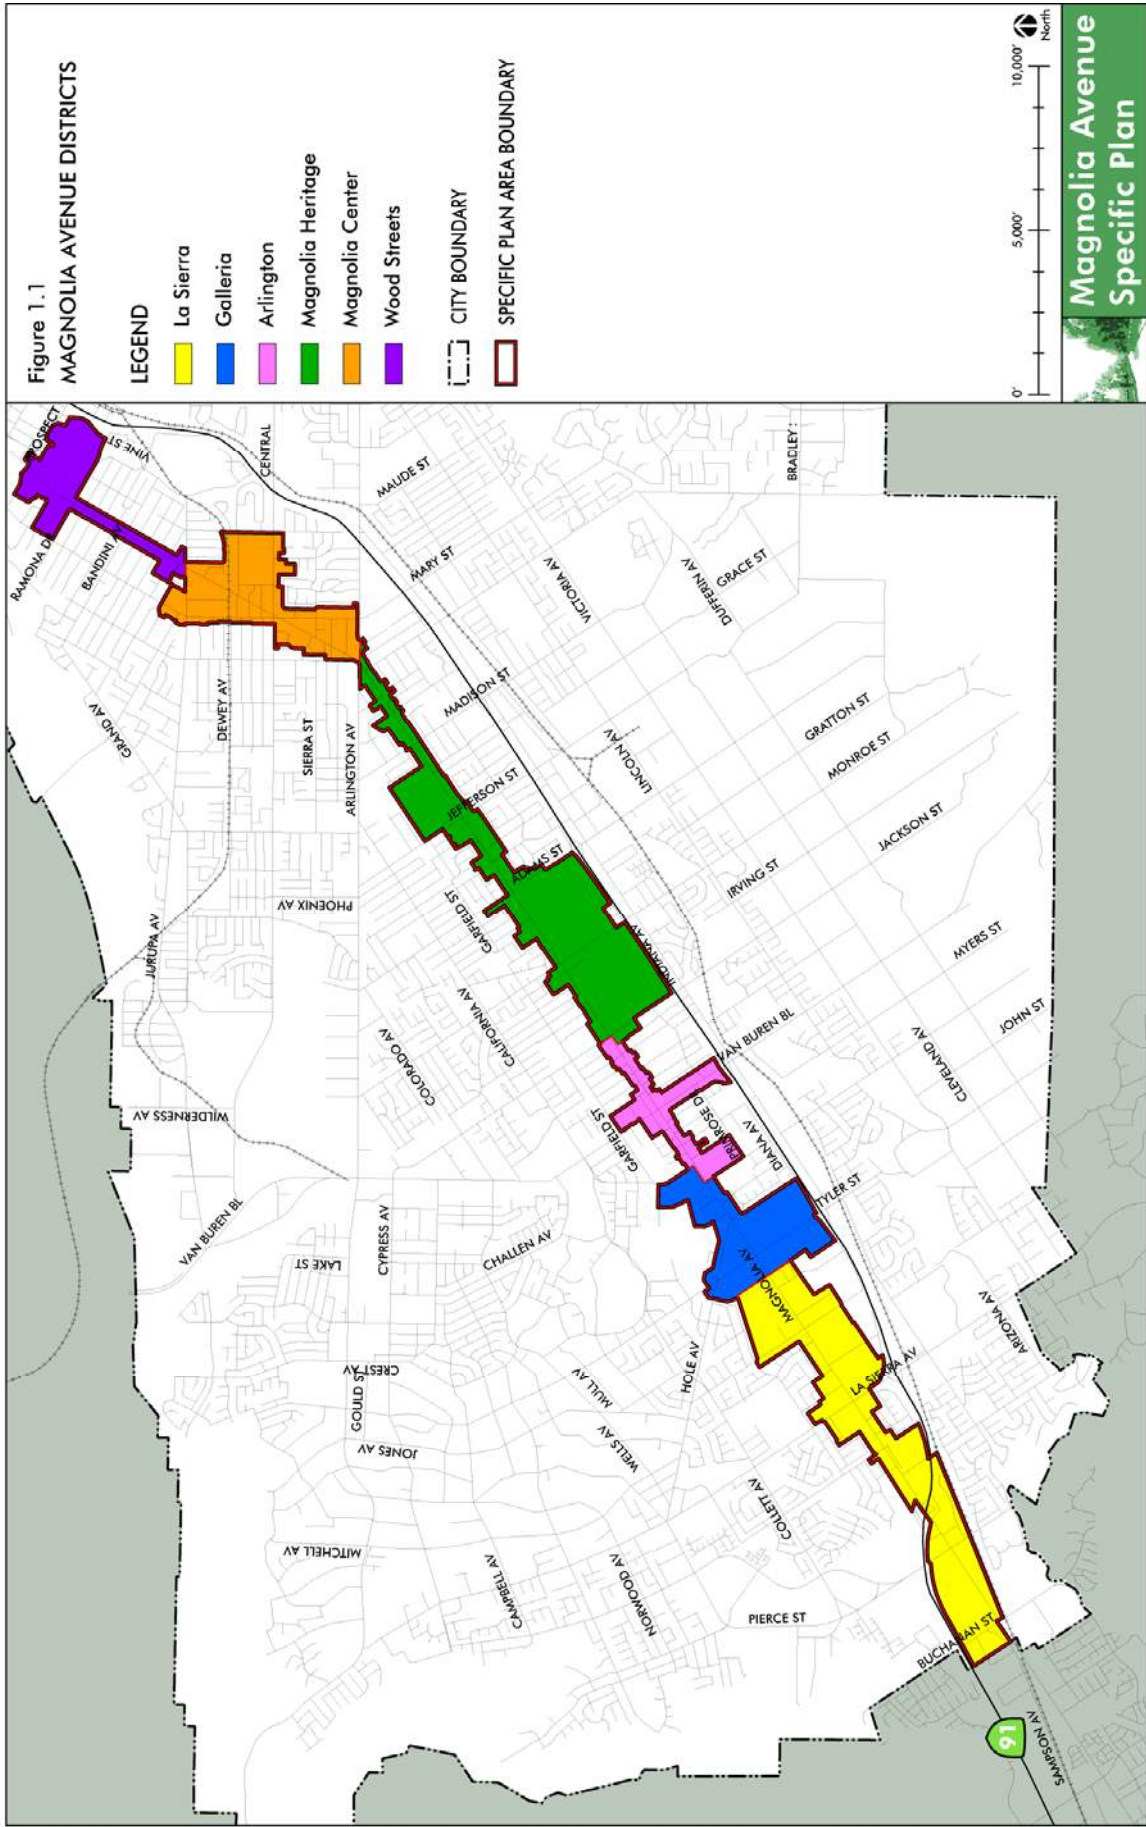 Figure 1.1
MAGNOLIA AVENUE DISTRICTS
LEGEND
La Sierra
Galleria
Arlington
Magnolia Heritage
Magnolia Center
Wood Streets
CITY BOUNDARY
SPECIFIC PLAN AREA BOUNDARY
0'
5,000'
10,000'
North
Magnolia Avenue
Specific Plan
VINE ST
RAMONA D
BANDINI
CENTRAL
MAUDE ST
MARY ST
VICTORIA AV
DUFFERIN AV
GRACE ST
BRADLEY
GRAND AV
DEWEY AV
SIERRA ST
ARLINGTON AV
MADISON ST
LINCOLN AV
GRATTON ST
MONROE ST
JEFFERSON ST
JACKSON ST
ADAMS ST
IRVING ST
JURUPA AV
PHOENIX AV
GARFIELD ST
INDIANA AV
MYERS ST
CALIFORNIA AV
COLORADO AV
VAN BUREN BL
JOHN ST
CLEVELAND AV
WILDERNESS AV
GARFIELD ST
PRIMROSE D
DIANA AV
TYLER ST
VAN BUREN BL
LAKE ST
CYPRESS AV
CHALLEN AV
MAGNOLIA AV
ARIZONA AV
CREST AV
GOULD ST
MULL AV
HOLE AV
LA SIERRA AV
JONES AV
WELLS AV
COLLETT AV
MITCHELL AV
CAMPBELL AV
NORWOOD AV
PIERCE ST
BUCHANAN ST
91
SAMPSON AV